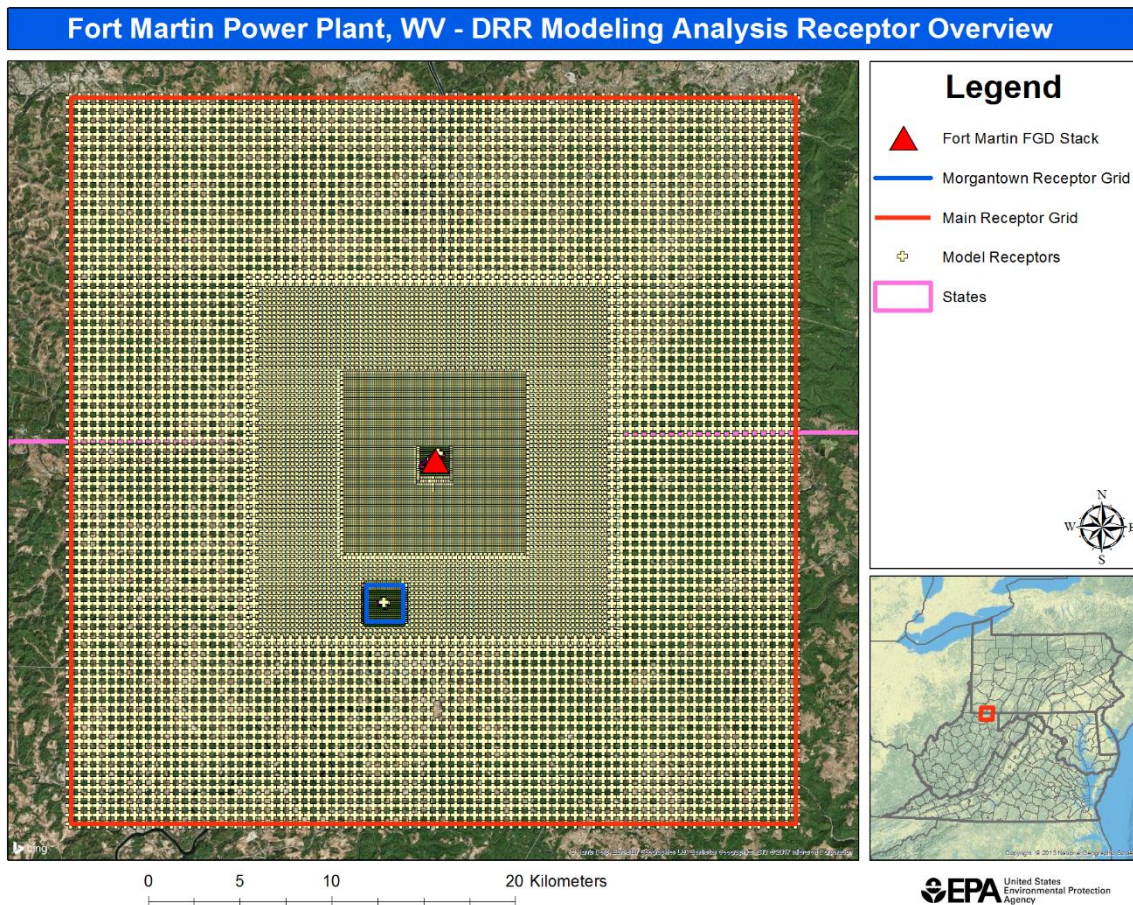 Fort Martin Power Plant, WV - DRR Modeling Analysis Receptor Overview
Legend
Fort Martin FGD Stack
Morgantown Receptor Grid
Main Receptor Grid
Model Receptors
States
N
W E
S
bing
0 5 10 20 Kilometers
EPA
United States
Environmental Protection
Agency